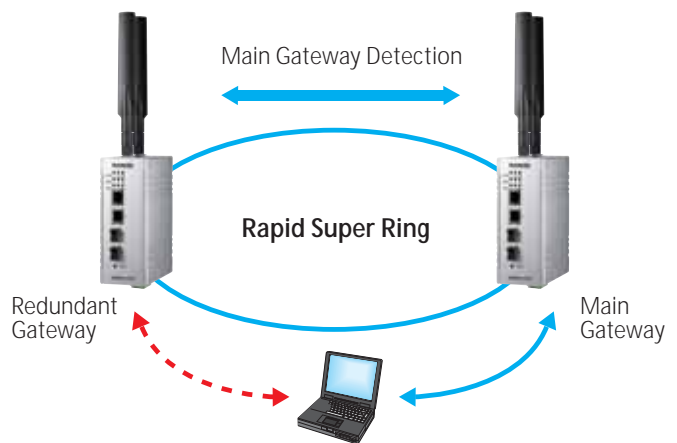 Main Gateway Detection
Rapid Super Ring
Redundant
Gateway
Main
Gateway